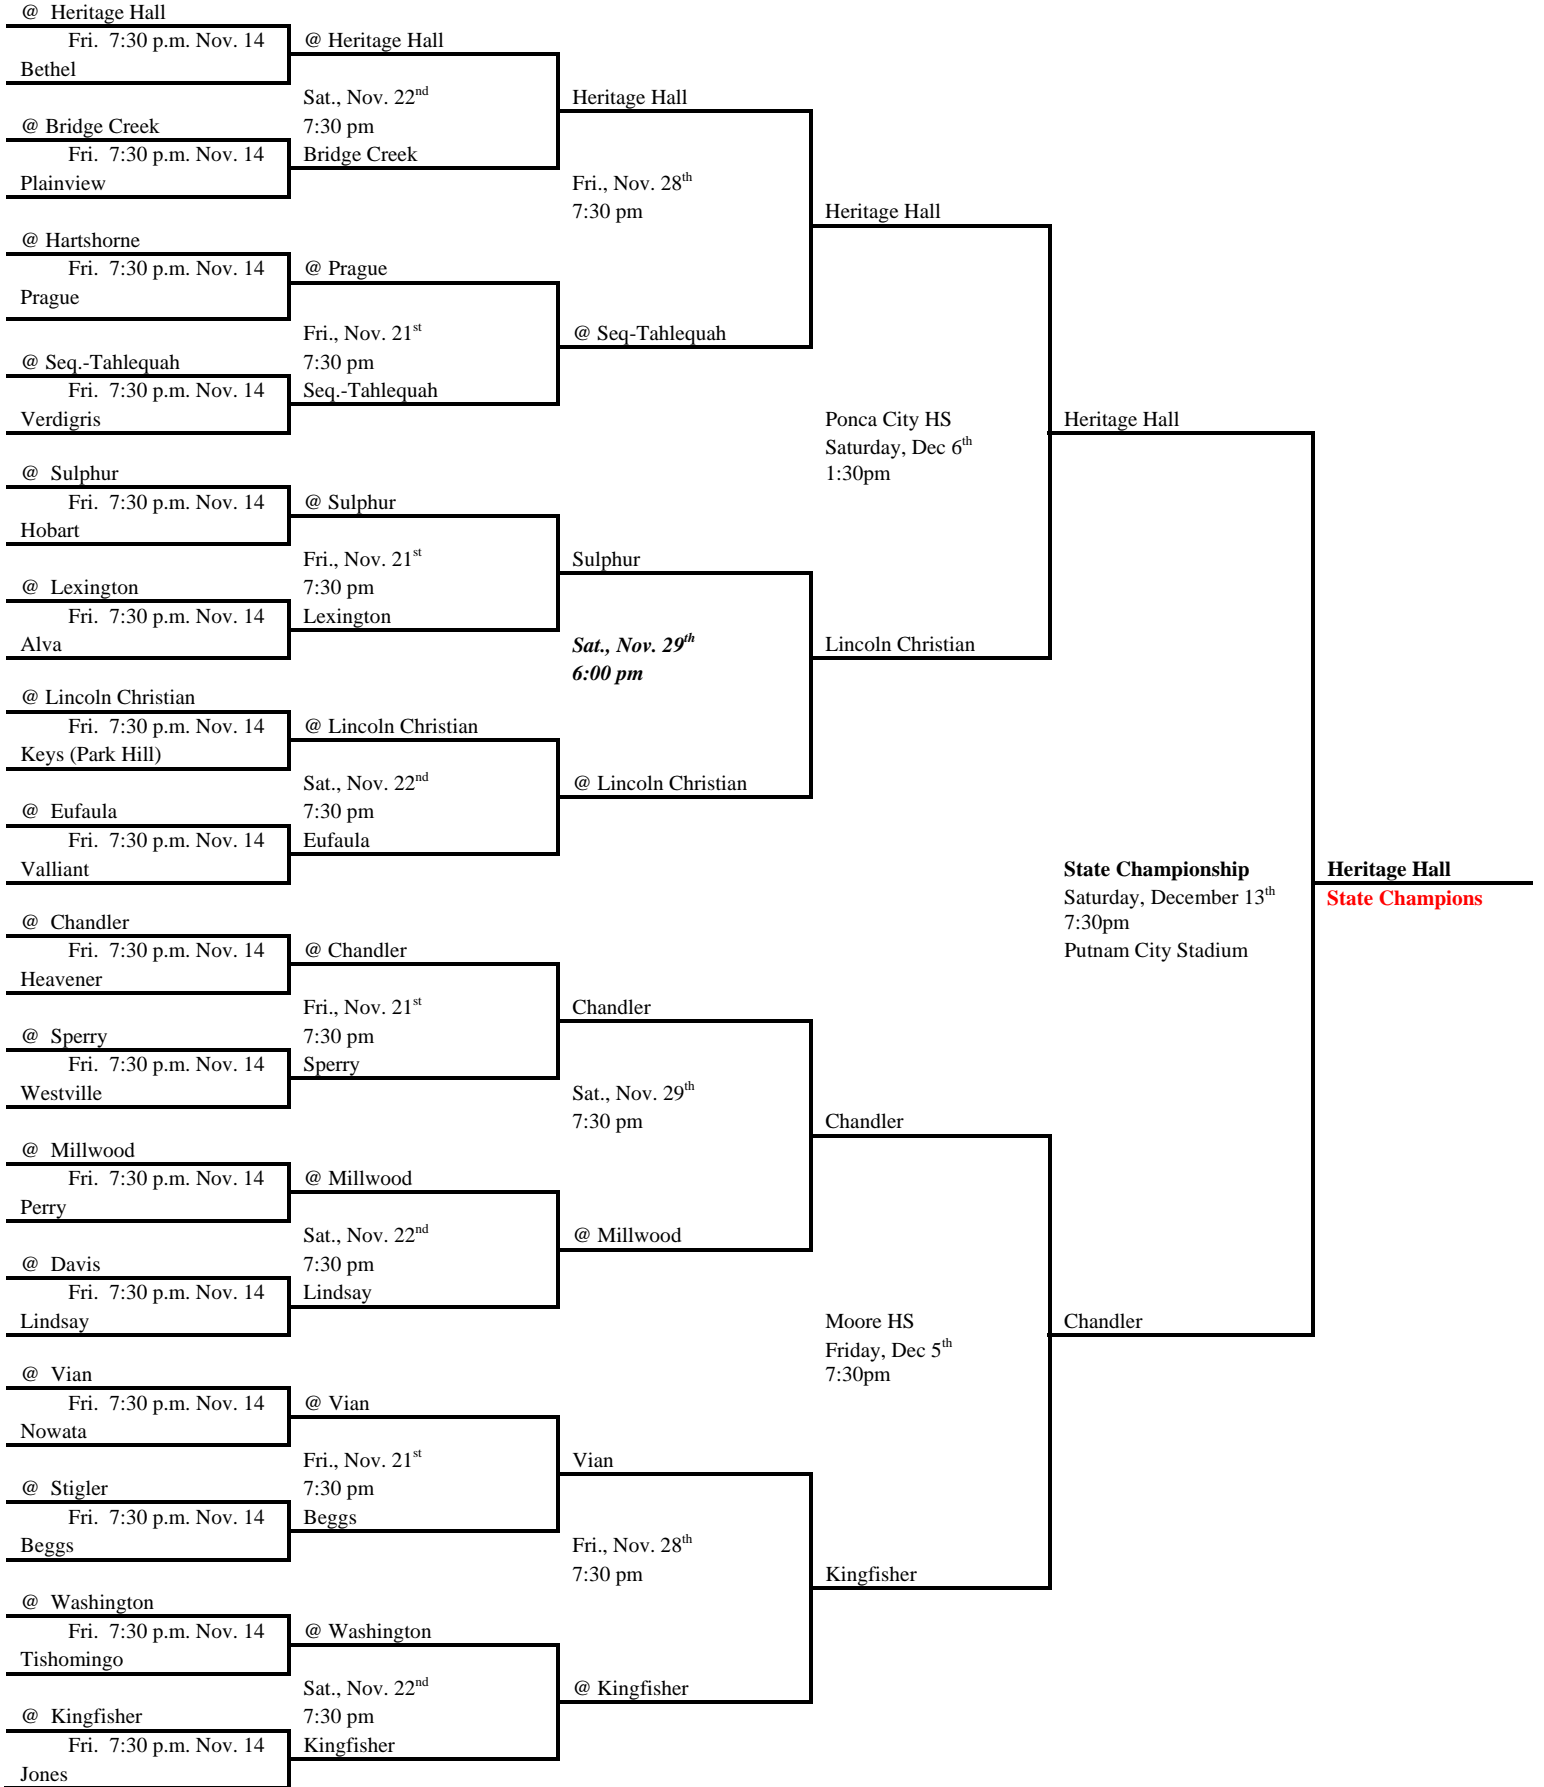 @ Heritage Hall
Fri. 7:30 p.m. Nov. 14
Bethel
@ Bridge Creek
Fri. 7:30 p.m. Nov. 14
Plainview
@ Hartshorne
Fri. 7:30 p.m. Nov. 14
Prague
@ Seq.-Tahlequah
Fri. 7:30 p.m. Nov. 14
Verdigris
@ Sulphur
Fri. 7:30 p.m. Nov. 14
Hobart
@ Lexington
Fri. 7:30 p.m. Nov. 14
Alva
@ Lincoln Christian
Fri. 7:30 p.m. Nov. 14
Keys (Park Hill)
@ Eufaula
Fri. 7:30 p.m. Nov. 14
Valliant
@ Chandler
Fri. 7:30 p.m. Nov. 14
Heavener
@ Sperry
Fri. 7:30 p.m. Nov. 14
Westville
@ Millwood
Fri. 7:30 p.m. Nov. 14
Perry
@ Davis
Fri. 7:30 p.m. Nov. 14
Lindsay
@ Vian
Fri. 7:30 p.m. Nov. 14
Nowata
@ Stigler
Fri. 7:30 p.m. Nov. 14
Beggs
@ Washington
Fri. 7:30 p.m. Nov. 14
Tishomingo
@ Kingfisher
Fri. 7:30 p.m. Nov. 14
Jones
@ Heritage Hall
Sat., Nov. 22nd
7:30 pm
Bridge Creek
@ Prague
Fri., Nov. 21st
7:30 pm
Seq.-Tahlequah
@ Sulphur
Fri., Nov. 21st
7:30 pm
Lexington
@ Lincoln Christian
Sat., Nov. 22nd
7:30 pm
Eufaula
@ Chandler
Fri., Nov. 21st
7:30 pm
Sperry
@ Millwood
Sat., Nov. 22nd
7:30 pm
Lindsay
@ Vian
Fri., Nov. 21st
7:30 pm
Beggs
@ Washington
Sat., Nov. 22nd
7:30 pm
Kingfisher
Heritage Hall
Fri., Nov. 28th
7:30 pm
@ Seq-Tahlequah
Sulphur
Sat., Nov. 29th
6:00 pm
@ Lincoln Christian
Chandler
Sat., Nov. 29th
7:30 pm
@ Millwood
Vian
Fri., Nov. 28th
7:30 pm
@ Kingfisher
Heritage Hall
Ponca City HS
Saturday, Dec 6th
1:30pm
Lincoln Christian
Chandler
Moore HS
Friday, Dec 5th
7:30pm
Kingfisher
Heritage Hall
State Championship
Saturday, December 13th
7:30pm
Putnam City Stadium
Chandler
Heritage Hall
State Champions